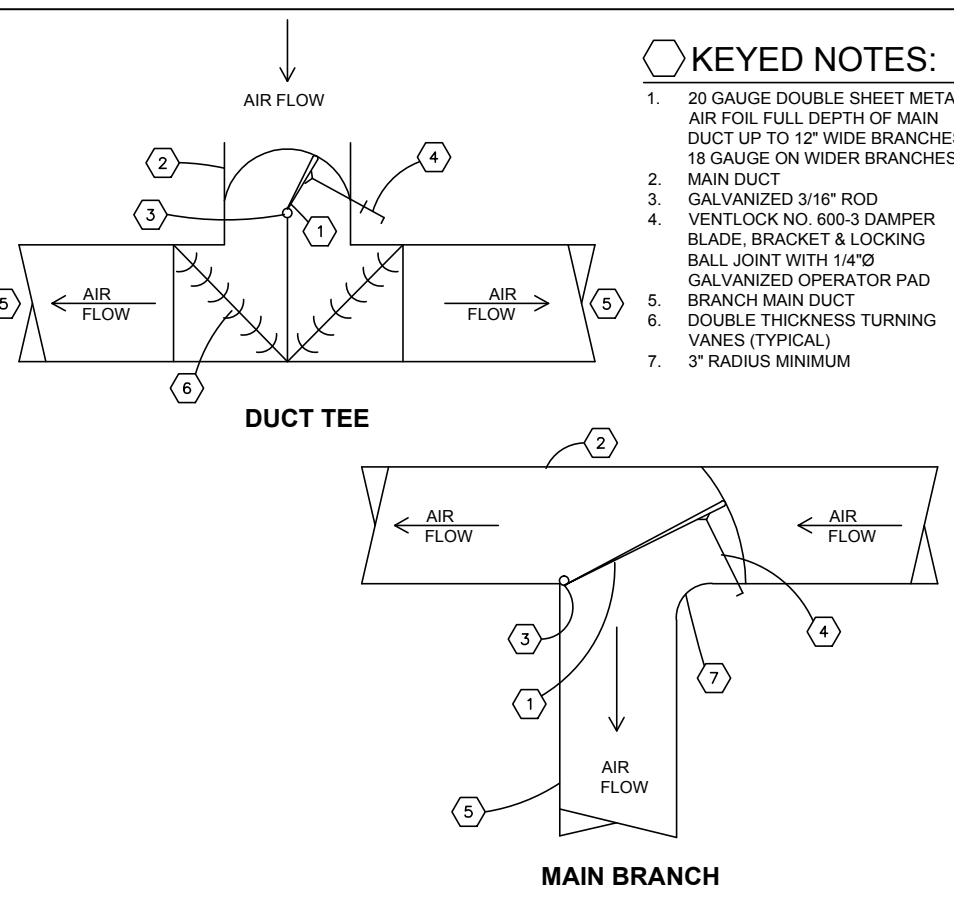 KEYED NOTES:
1. 20 GAUGE DOUBLE SHEET META
AIR FOIL FULL DEPTH OF MAIN
DUCT UP TO 12" WIDE BRANCHES
18 GAUGE ON WIDER BRANCHES
2. MAIN DUCT
3. GALVANIZED 3/16" ROD
4. VENTLOCK NO. 600-3 DAMPER
BLADE, BRACKET & LOCKING
BALL JOINT WITH 1/4"Ø
GALVANIZED OPERATOR PAD
5. BRANCH MAIN DUCT
6. DOUBLE THICKNESS TURNING
VANES (TYPICAL)
7. 3" RADIUS MINIMUM
AIR FLOW
2
4
3
1
5
AIR
FLOW
AIR
FLOW
5
6
DUCT TEE
2
AIR
FLOW
AIR
FLOW
3
4
7
1
AIR
FLOW
5
MAIN BRANCH